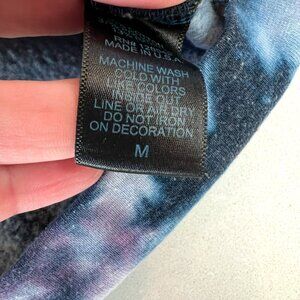 MADE IN U.S.A
MACHINE WASH
COLD WITH
LIKE COLORS
INSIDE OUT
LINE OR AIR DRY
DO NOT IRON
ON DECORATION
M